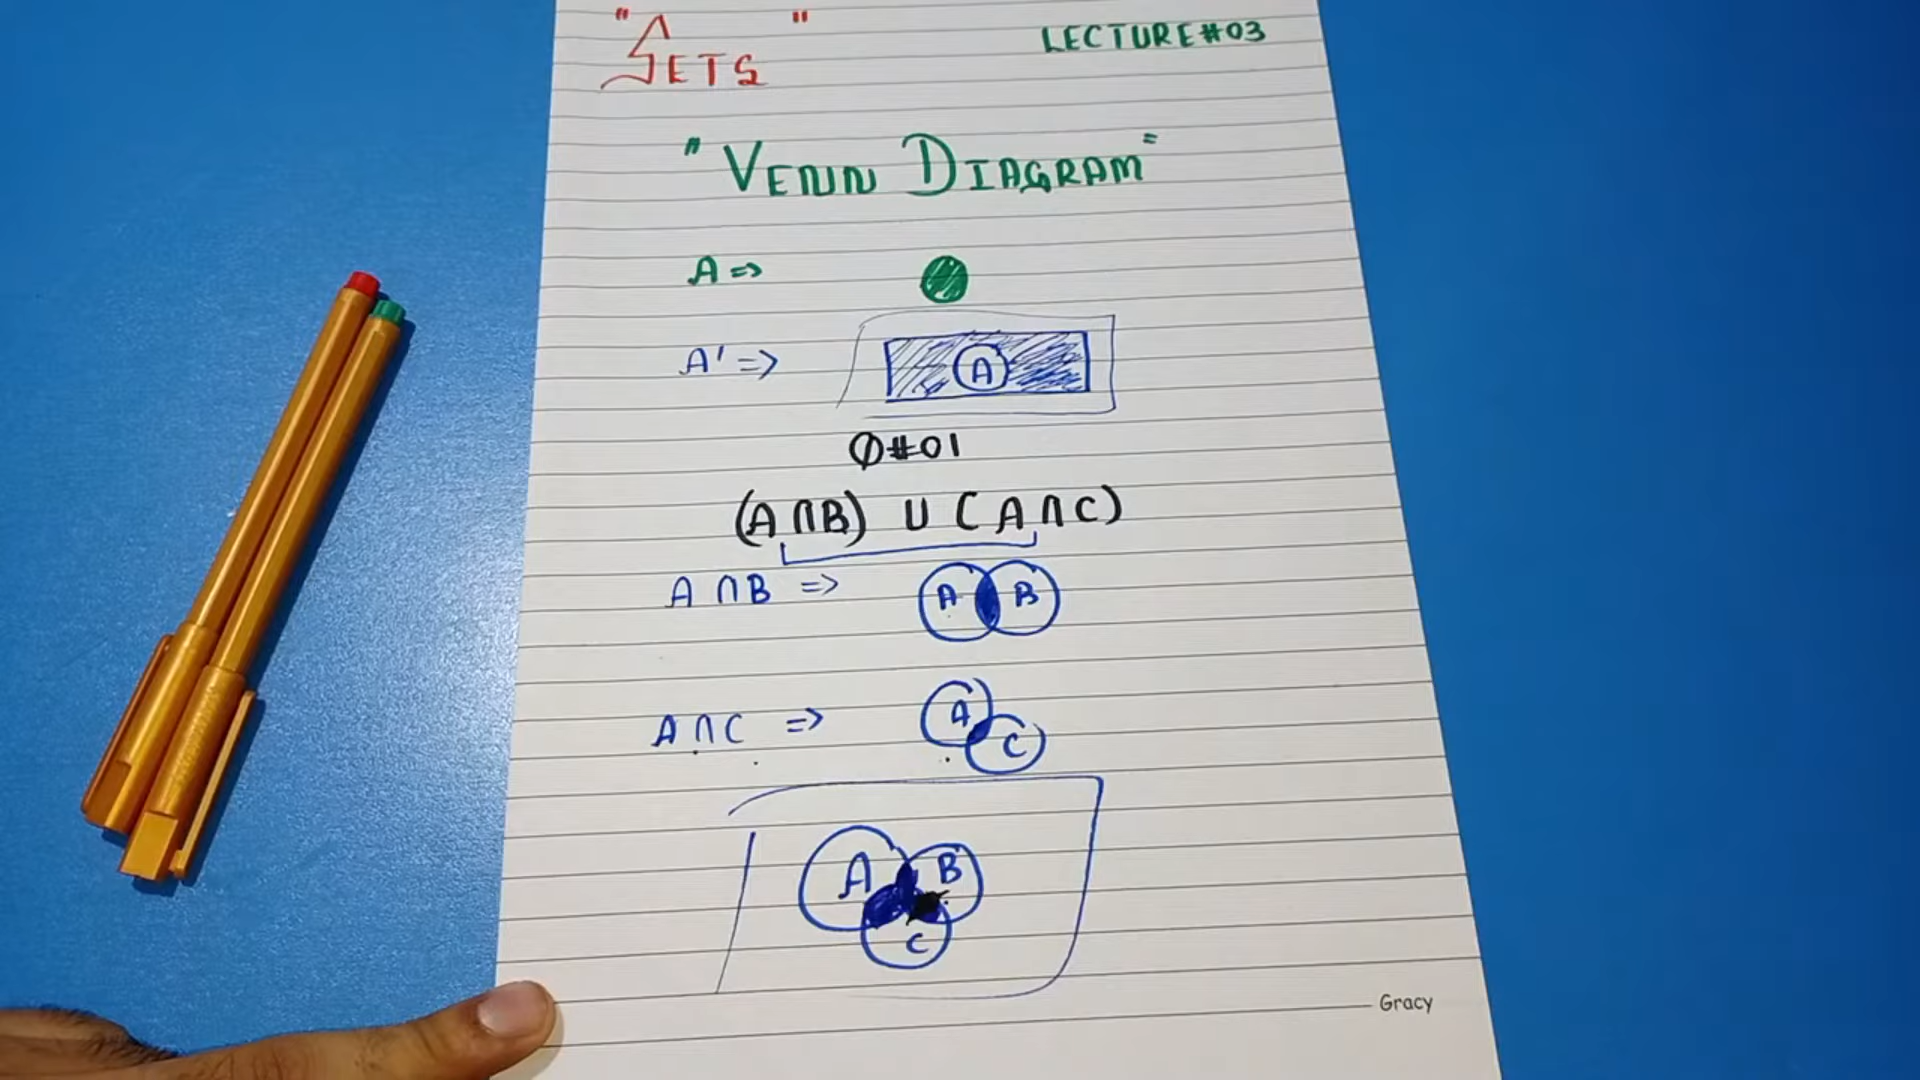 "SETS"
LECTURE#03
"VENN DIAGRAM"
A =>
A' => A
Q#01
(A∩B) ∪ (A∩C)
A∩B => A B
A∩C => A C
A B
C
Gracy